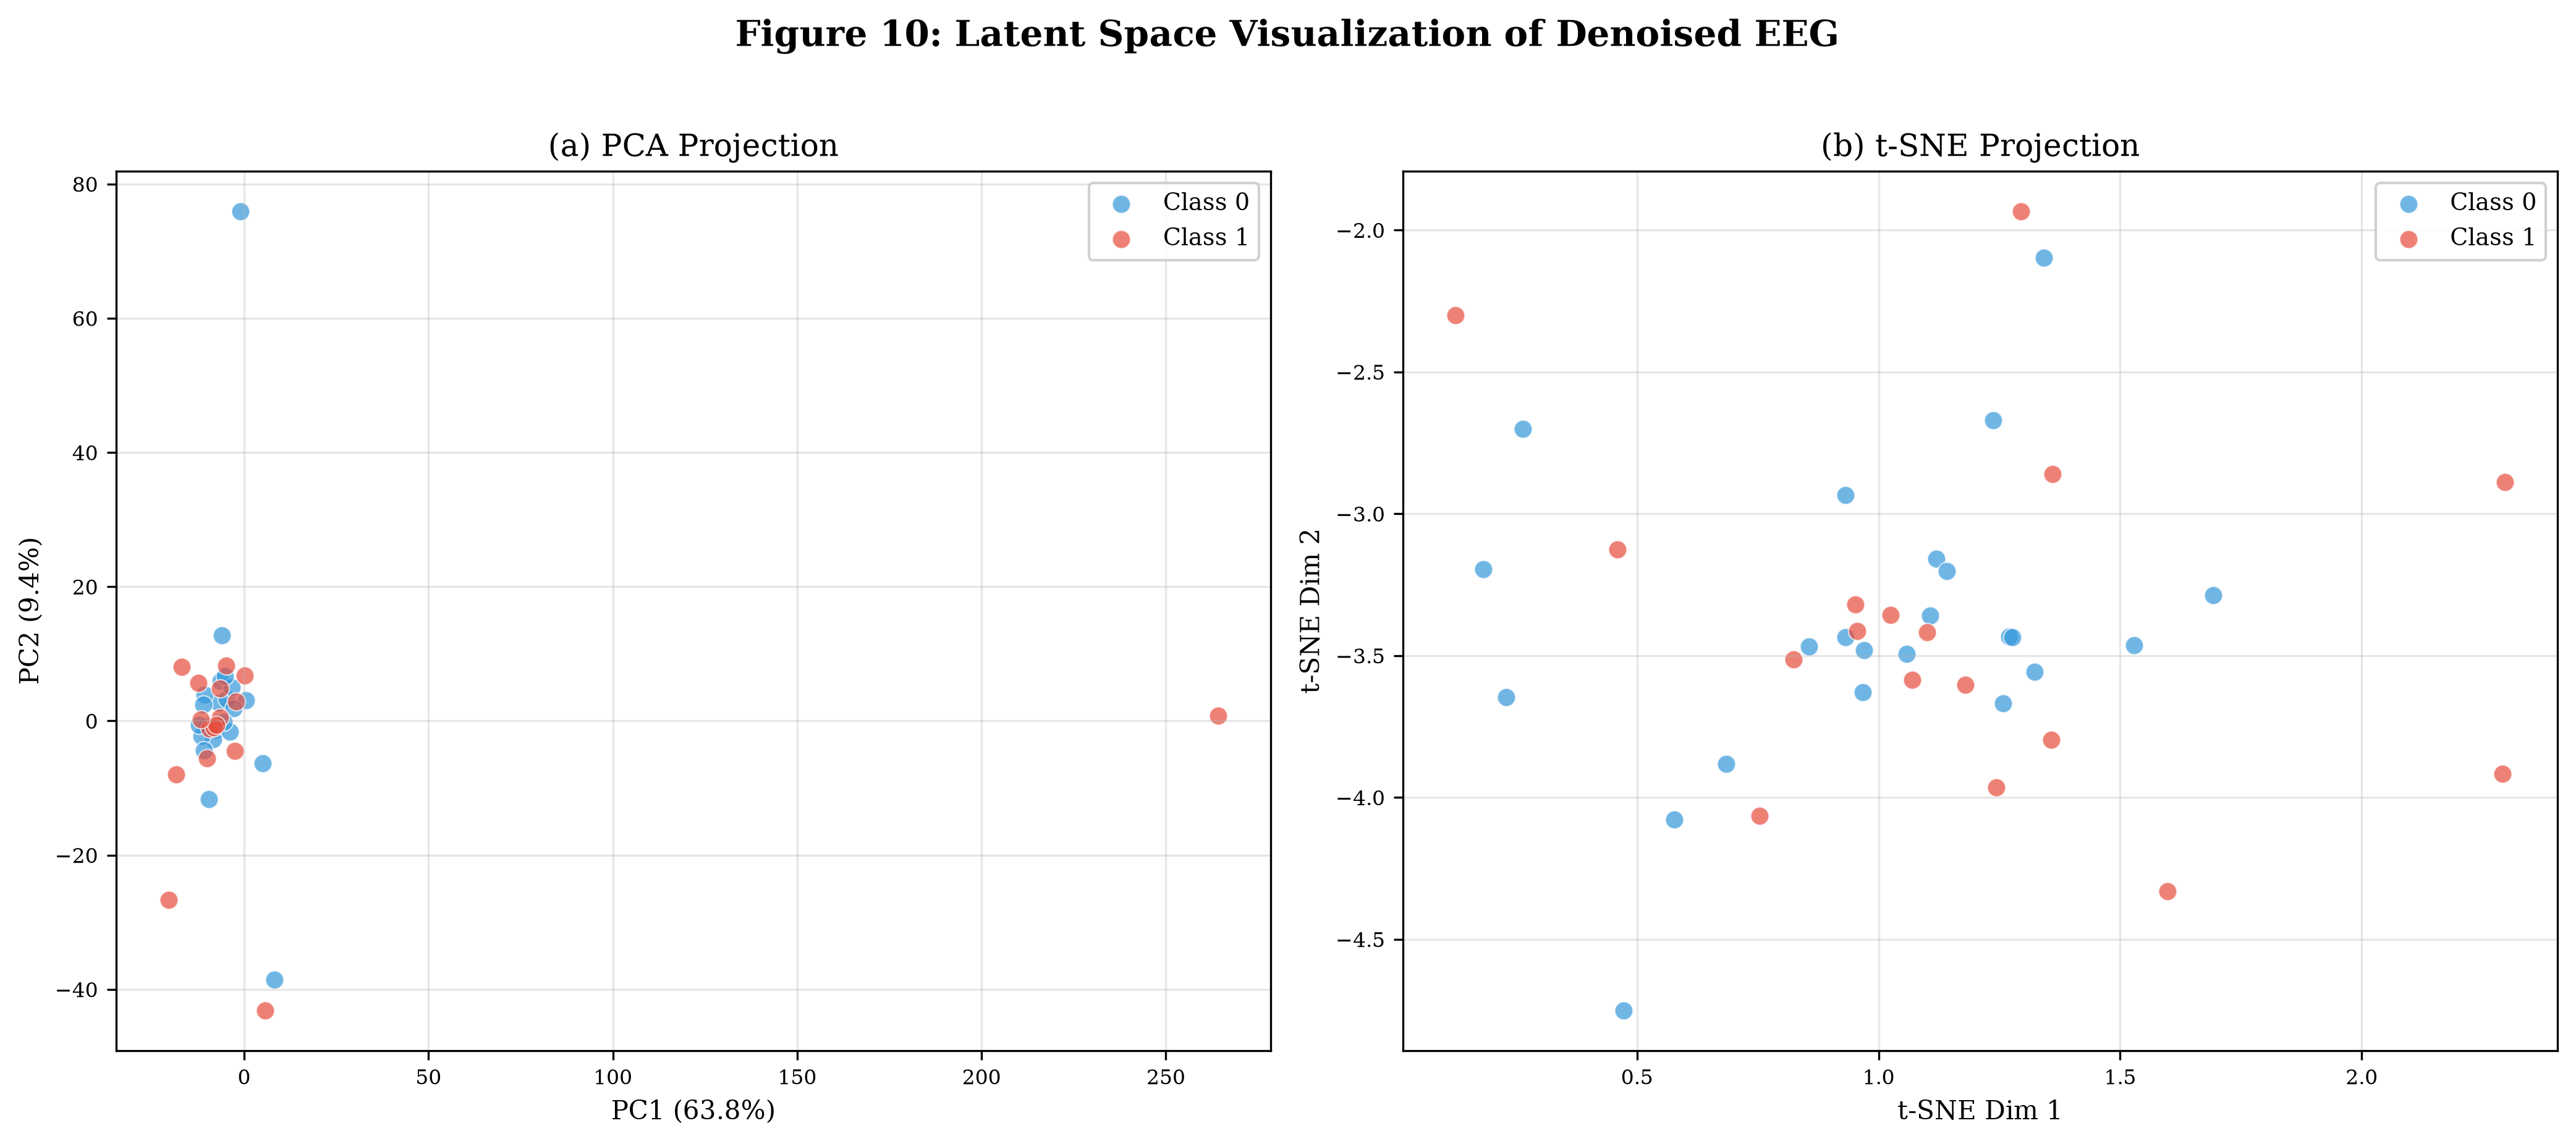 Figure 10: Latent Space Visualization of Denoised EEG
(a) PCA Projection
80
60
40
20
0
−20
−40
PC2 (9.4%)
Class 0
Class 1
0
50
100
150
200
250
PC1 (63.8%)
(b) t-SNE Projection
−2.0
−2.5
−3.0
−3.5
−4.0
−4.5
t-SNE Dim 2
Class 0
Class 1
0.5
1.0
1.5
2.0
t-SNE Dim 1